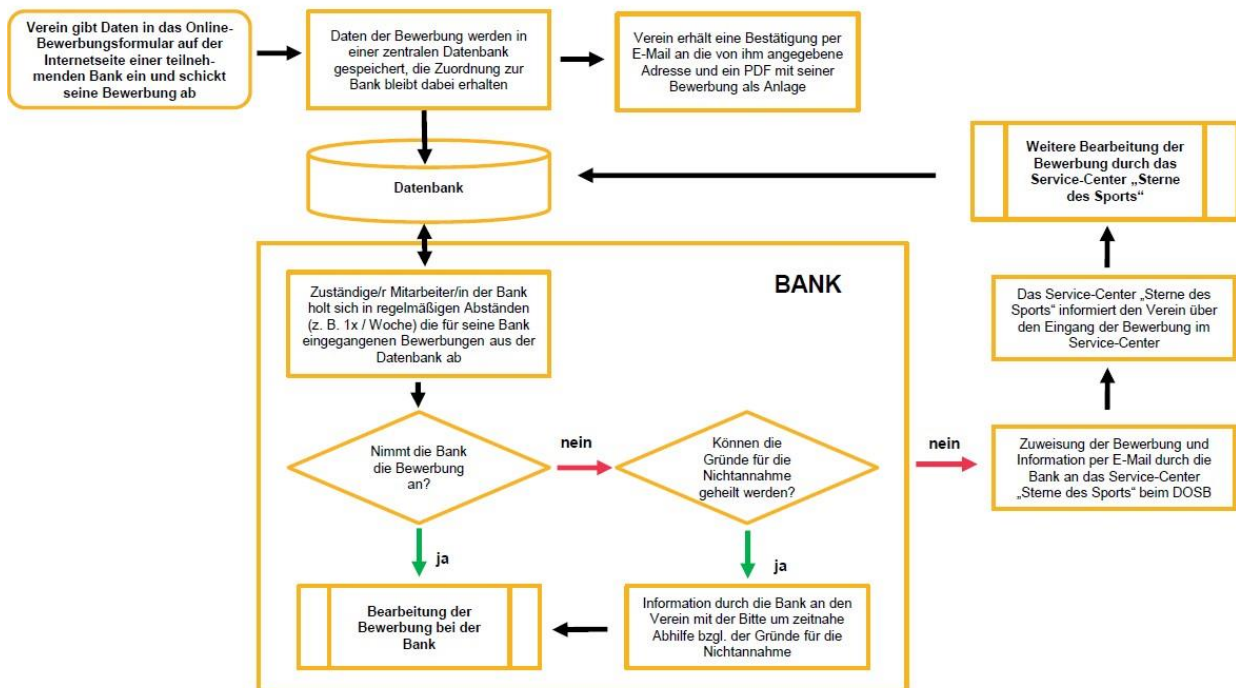 Verein gibt Daten in das Online-
Bewerbungsformular auf der
Internetseite einer teilneh-
menden Bank ein und schickt
seine Bewerbung ab
Daten der Bewerbung werden in
einer zentralen Datenbank
gespeichert, die Zuordnung zur
Bank bleibt dabei erhalten
Verein erhält eine Bestätigung per
E-Mail an die von ihm angegebene
Adresse und ein PDF mit seiner
Bewerbung als Anlage
Datenbank
Weitere Bearbeitung der
Bewerbung durch das
Service-Center „Sterne
des Sports“
BANK
Zuständige/r Mitarbeiter/in der Bank
holt sich in regelmäßigen Abständen
(z. B. 1x / Woche) die für seine Bank
eingegangenen Bewerbungen aus der
Datenbank ab
Das Service-Center „Sterne des
Sports“ informiert den Verein über
den Eingang der Bewerbung im
Service-Center
Nimmt die Bank
die Bewerbung
an?
nein
Können die
Gründe für die
Nichtannahme
geheilt werden?
nein
Zuweisung der Bewerbung und
Information per E-Mail durch die
Bank an das Service-Center
„Sterne des Sports“ beim DOSB
ja
ja
Bearbeitung der
Bewerbung bei der
Bank
Information durch die Bank an den
Verein mit der Bitte um zeitnahe
Abhilfe bzgl. der Gründe für die
Nichtannahme